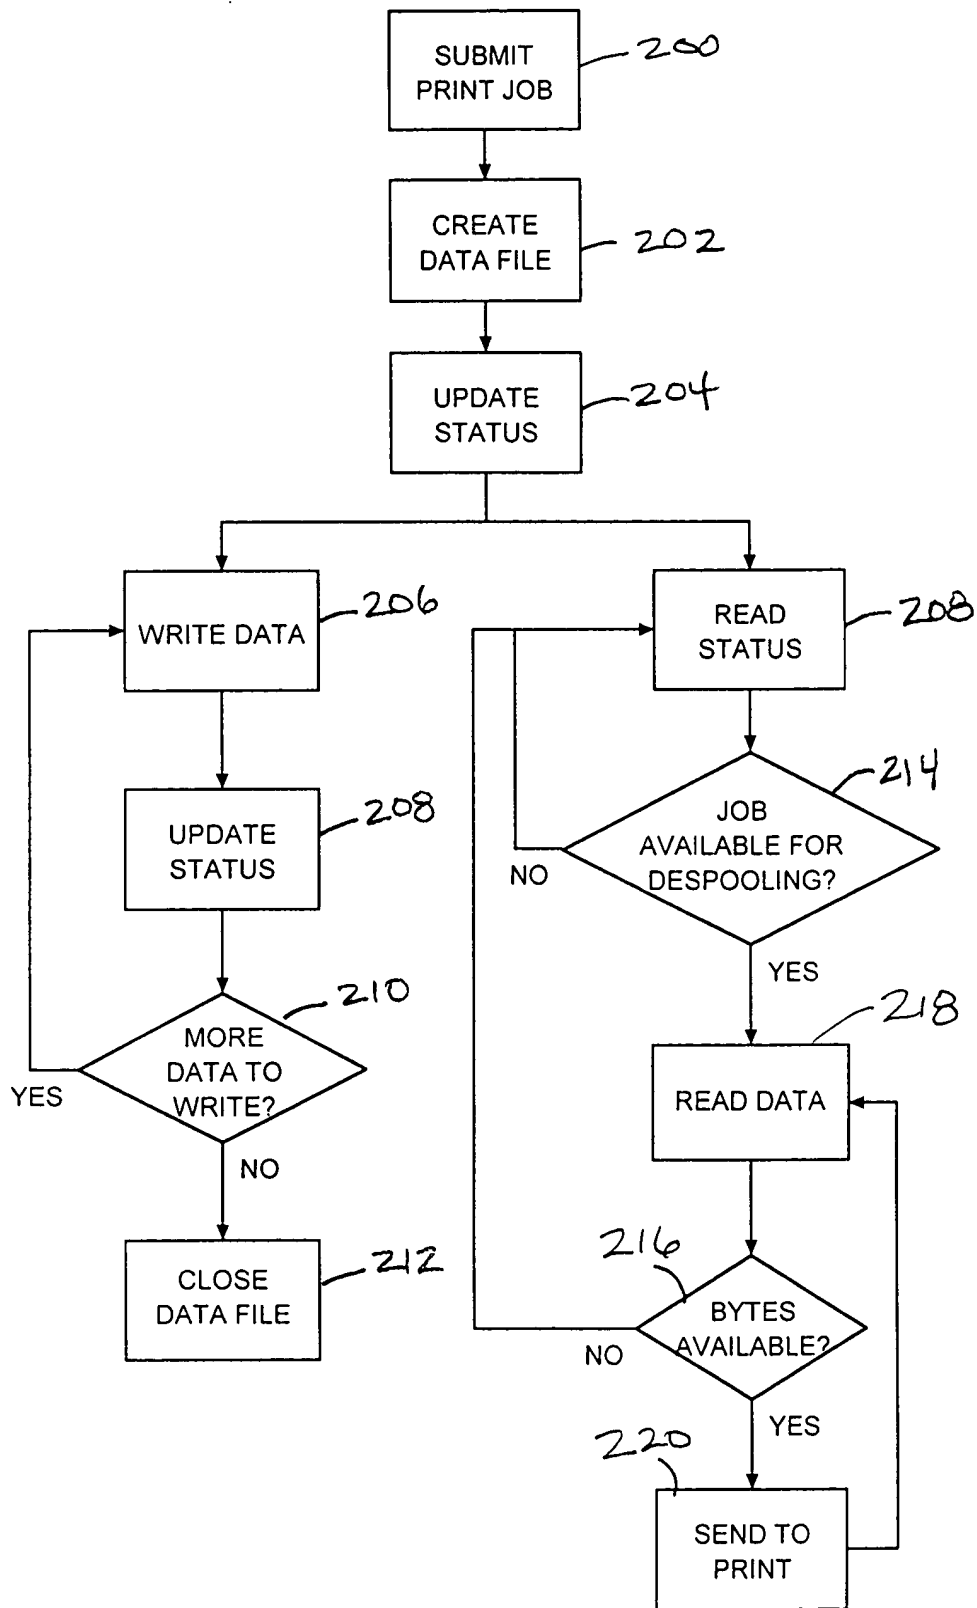 SUBMIT
PRINT JOB
200
CREATE
DATA FILE
202
UPDATE
STATUS
204
WRITE DATA
206
UPDATE
STATUS
208
MORE
DATA TO
WRITE?
210
YES
NO
CLOSE
DATA FILE
212
READ
STATUS
208
JOB
AVAILABLE FOR
DESPOOLING?
214
NO
YES
READ DATA
218
BYTES
AVAILABLE?
216
NO
YES
SEND TO
PRINT
220